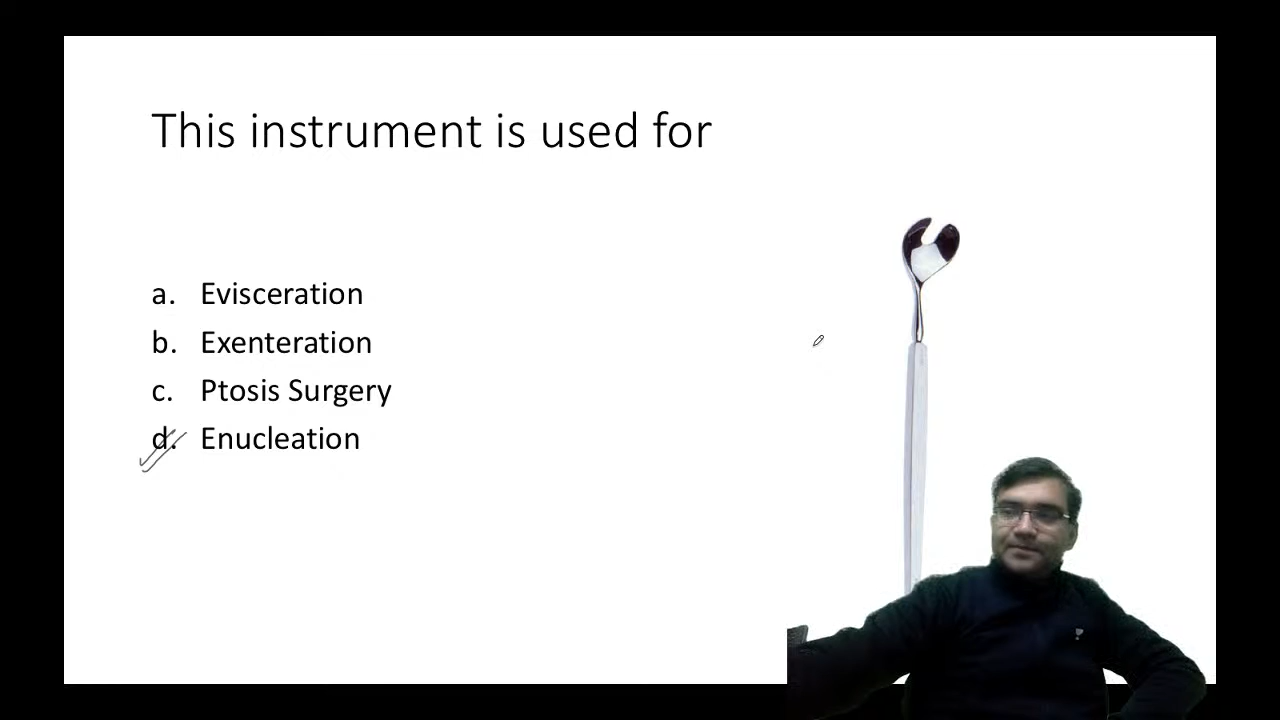 This instrument is used for
a. Evisceration
b. Exenteration
c. Ptosis Surgery
d. Enucleation